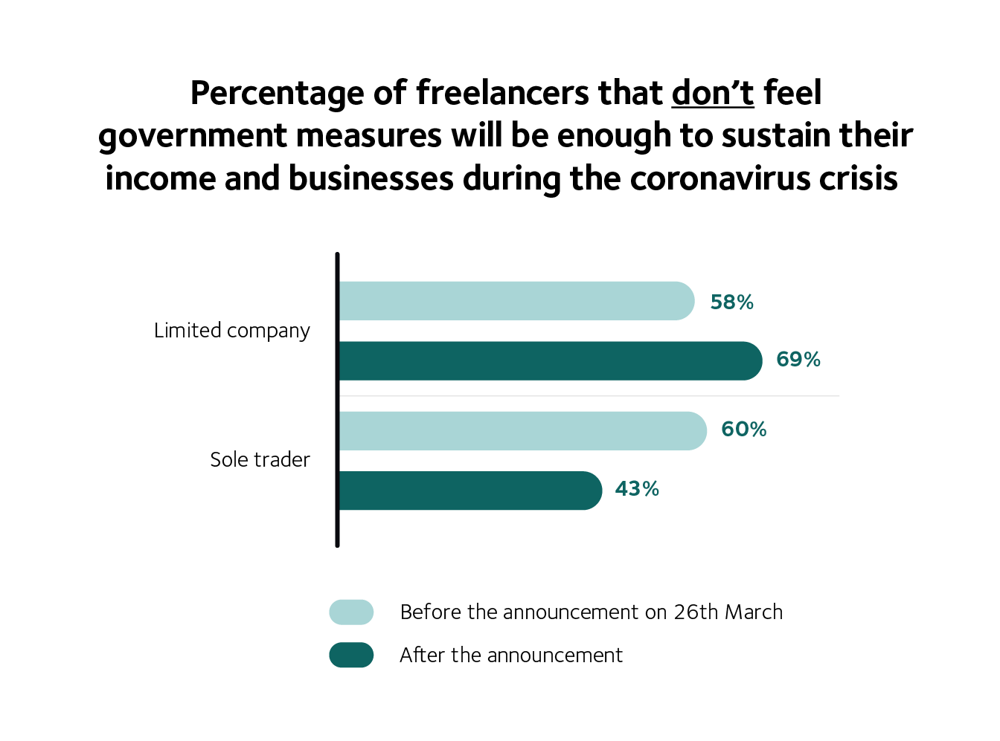 Percentage of freelancers that don’t feel
government measures will be enough to sustain their
income and businesses during the coronavirus crisis
Limited company
58%
69%
Sole trader
60%
43%
Before the announcement on 26th March
After the announcement